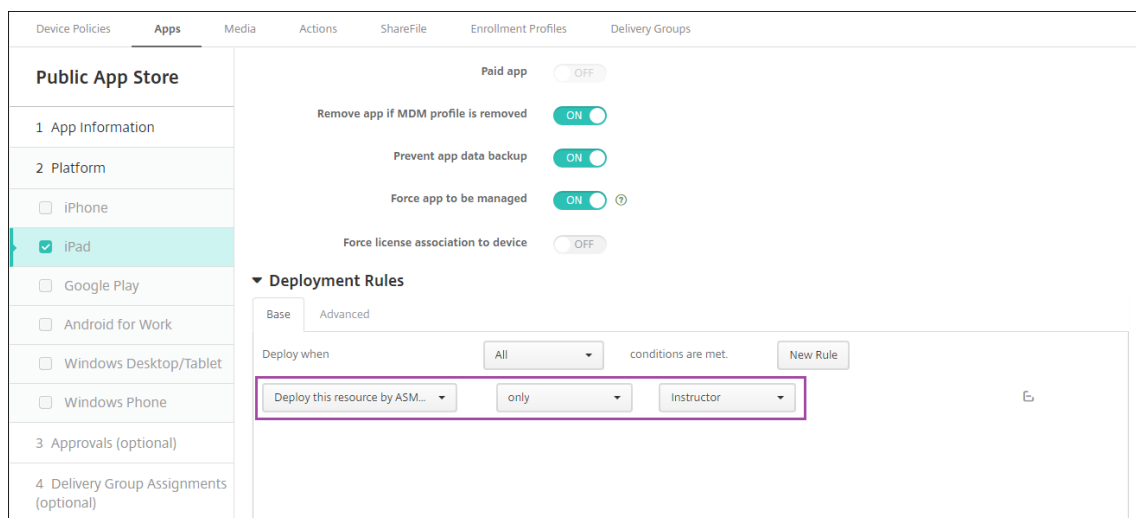 Device Policies Apps Media Actions ShareFile Enrollment Profiles Delivery Groups
Public App Store
1 App Information
2 Platform
iPhone
iPad
Google Play
Android for Work
Windows Desktop/Tablet
Windows Phone
3 Approvals (optional)
4 Delivery Group Assignments
(optional)
Paid app OFF
Remove app if MDM profile is removed ON
Prevent app data backup ON
Force app to be managed ON ?
Force license association to device OFF
Deployment Rules
Base Advanced
Deploy when All conditions are met. New Rule
Deploy this resource by ASM... only Instructor